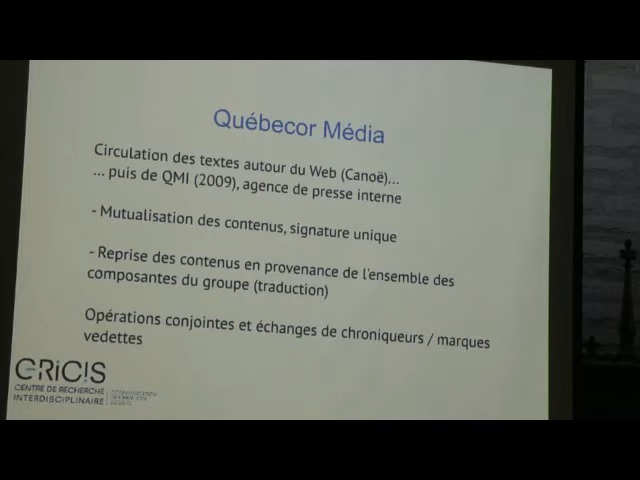 Québecor Média
Circulation des textes autour du Web (Canoë)...
... puis de QMI (2009), agence de presse interne
- Mutualisation des contenus, signature unique
- Reprise des contenus en provenance de l'ensemble des
composantes du groupe (traduction)
Opérations conjointes et échanges de chroniqueurs / marques
vedettes
CRiCiS
CENTRE DE RECHERCHE
INTERDISCIPLINAIRE